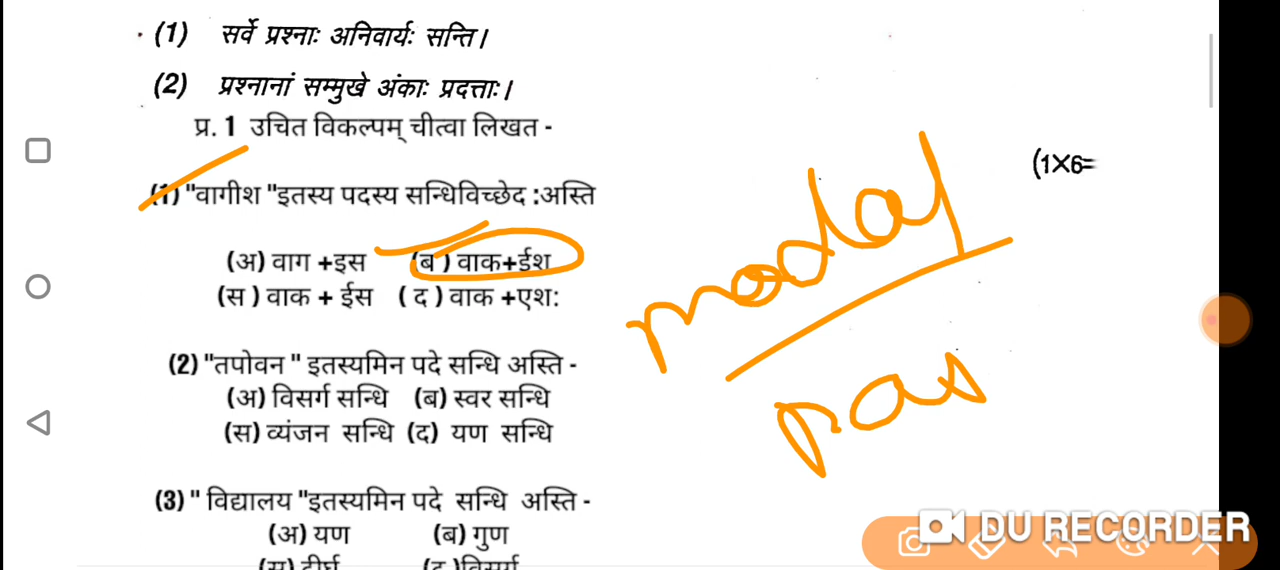 (1) सर्वे प्रश्नाः अनिवार्यः सन्ति।
(2) प्रश्नानां सम्मुखे अंकाः प्रदत्ताः।
प्र. 1 उचित विकल्पम् चीत्वा लिखत -
(1×6=
(1) "वागीश "इतस्य पदस्य सन्धिविच्छेद :अस्ति
(अ) वाग +इस (ब ) वाक+ईश
(स ) वाक + ईस ( द ) वाक +एश:
(2) "तपोवन " इतस्यमिन पदे सन्धि अस्ति -
(अ) विसर्ग सन्धि (ब) स्वर सन्धि
(स) व्यंजन सन्धि (द) यण सन्धि
(3) " विद्यालय "इतस्यमिन पदे सन्धि अस्ति -
(अ) यण (ब) गुण
(स) दीर्घ (द )विसर्ग
modal
DU RECORDER